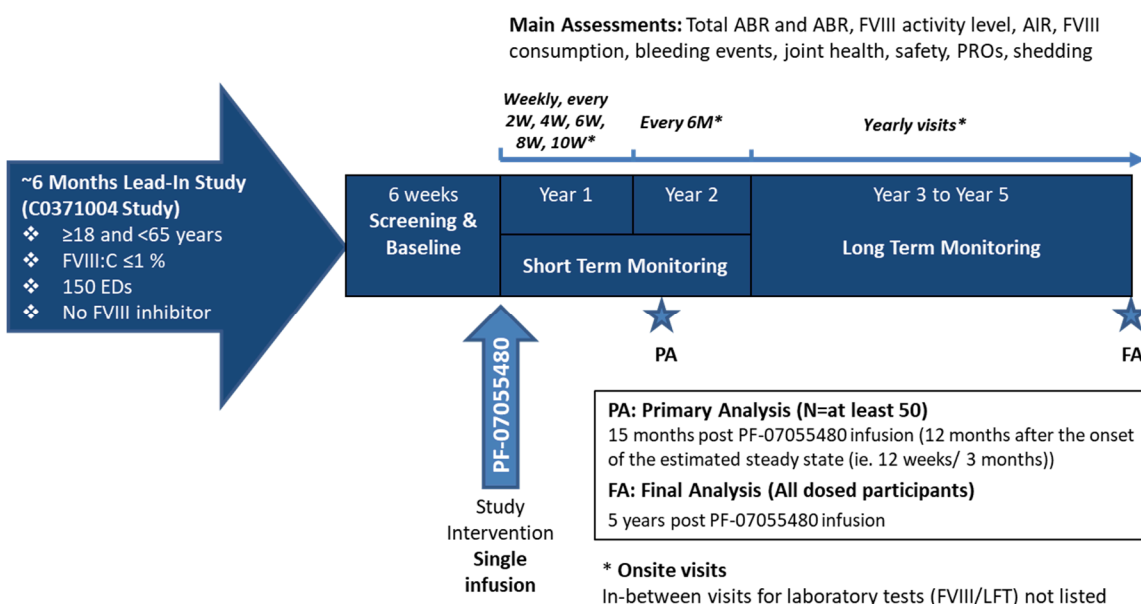 Main Assessments: Total ABR and ABR, FVIII activity level, AIR, FVIII
consumption, bleeding events, joint health, safety, PROs, shedding
Weekly, every
2W, 4W, 6W,
8W, 10W*
Every 6M*
Yearly visits*
~6 Months Lead-In Study
(C0371004 Study)
❖ ≥18 and <65 years
❖ FVIII:C ≤1 %
❖ 150 EDs
❖ No FVIII inhibitor
6 weeks
Screening &
Baseline
Year 1
Year 2
Year 3 to Year 5
Short Term Monitoring
Long Term Monitoring
PF-07055480
PA
FA
Study
Intervention
Single
infusion
PA: Primary Analysis (N=at least 50)
15 months post PF-07055480 infusion (12 months after the onset
of the estimated steady state (ie. 12 weeks/ 3 months))
FA: Final Analysis (All dosed participants)
5 years post PF-07055480 infusion
* Onsite visits
In-between visits for laboratory tests (FVIII/LFT) not listed